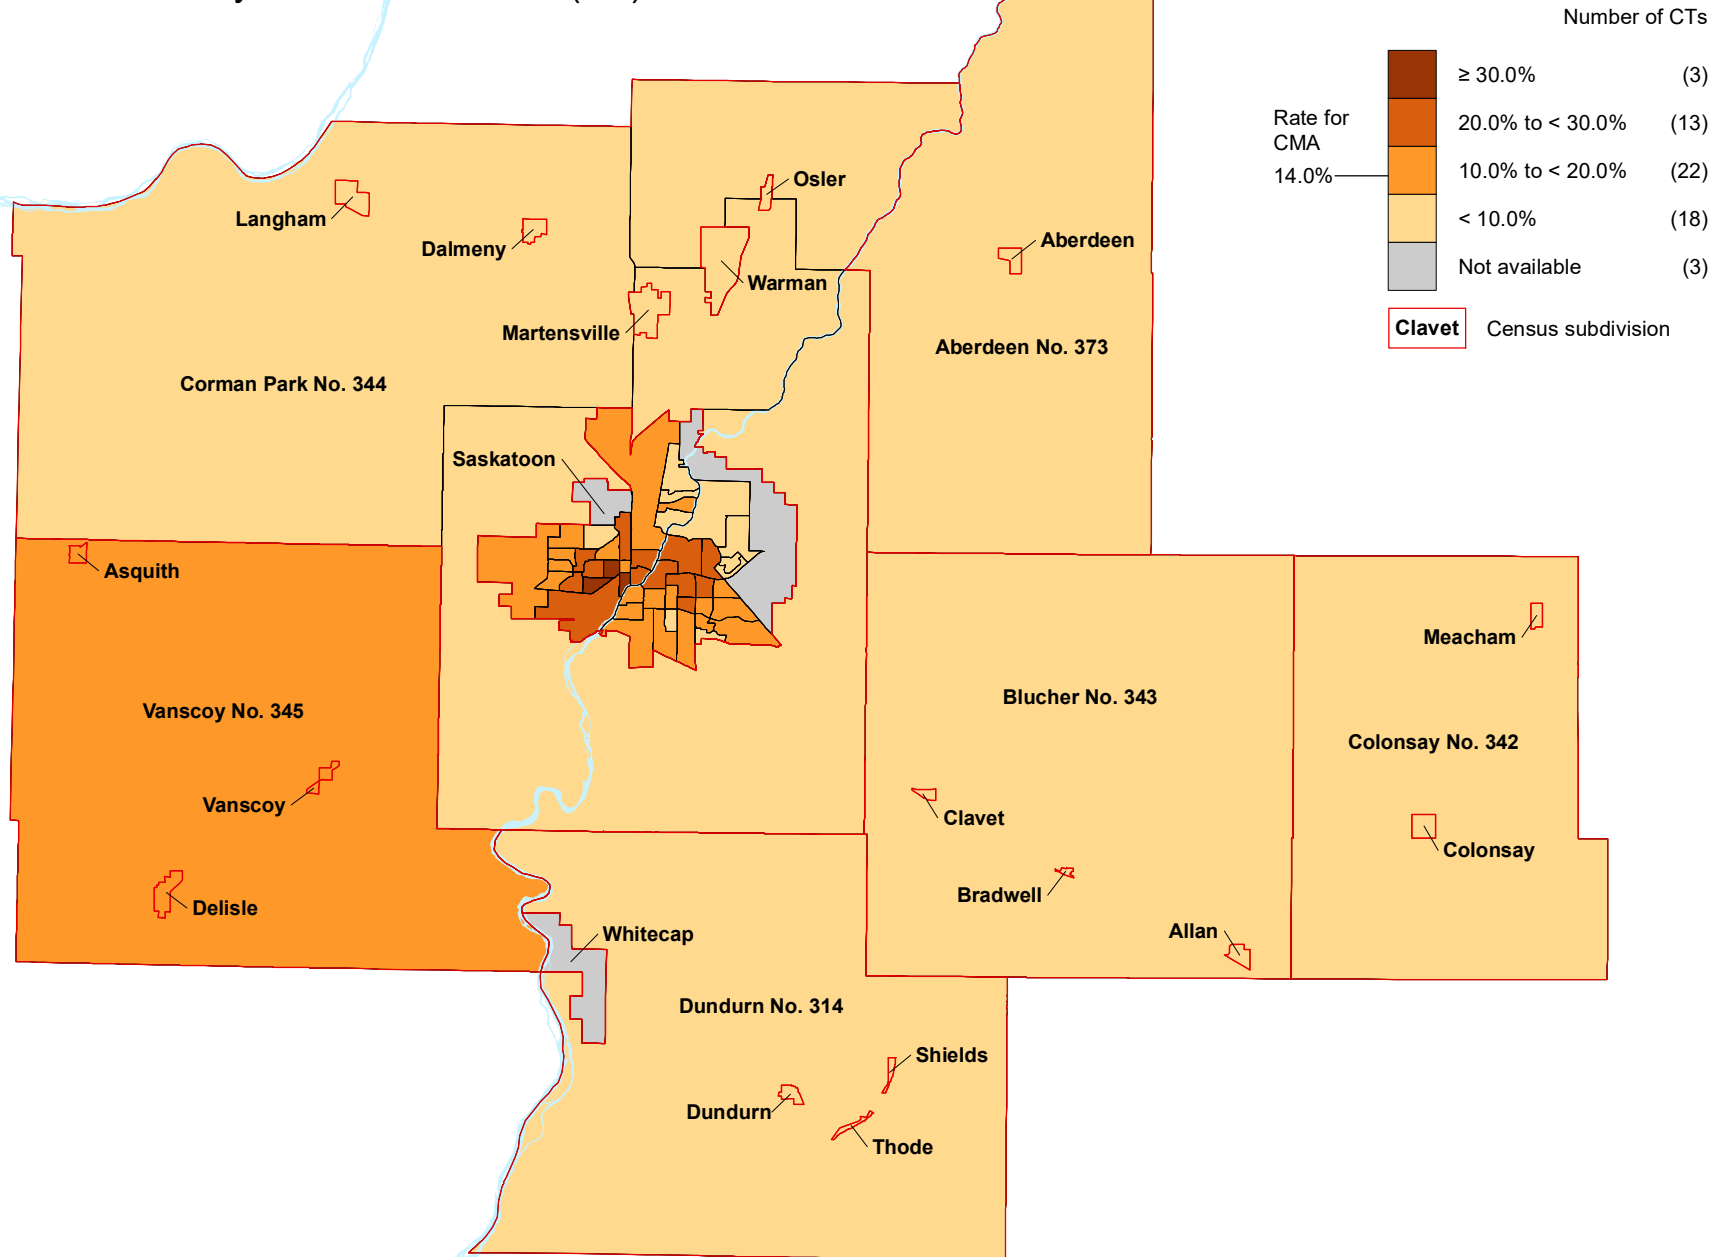 Number of CTs
≥ 30.0% (3)
20.0% to < 30.0% (13)
Rate for
CMA
14.0%
10.0% to < 20.0% (22)
< 10.0% (18)
Not available (3)
Clavet Census subdivision
Osler
Langham
Dalmeny
Aberdeen
Warman
Martensville
Aberdeen No. 373
Corman Park No. 344
Saskatoon
Asquith
Meacham
Blucher No. 343
Vanscoy No. 345
Colonsay No. 342
Vanscoy
Clavet
Colonsay
Bradwell
Delisle
Allan
Whitecap
Dundurn No. 314
Shields
Dundurn
Thode